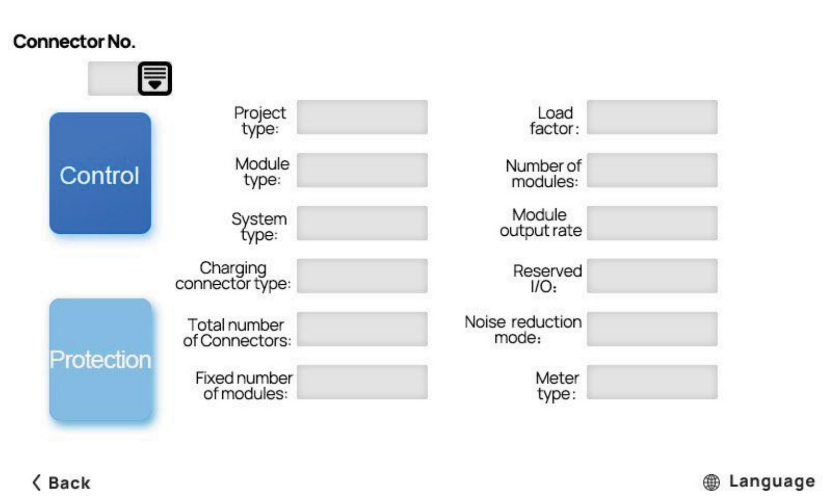 Connector No.
Control
Protection
Project
type:
Module
type:
System
type:
Charging
connector type:
Total number
of Connectors:
Fixed number
of modules:
Load
factor:
Number of
modules:
Module
output rate
Reserved
I/O:
Noise reduction
mode:
Meter
type:
Back
Language